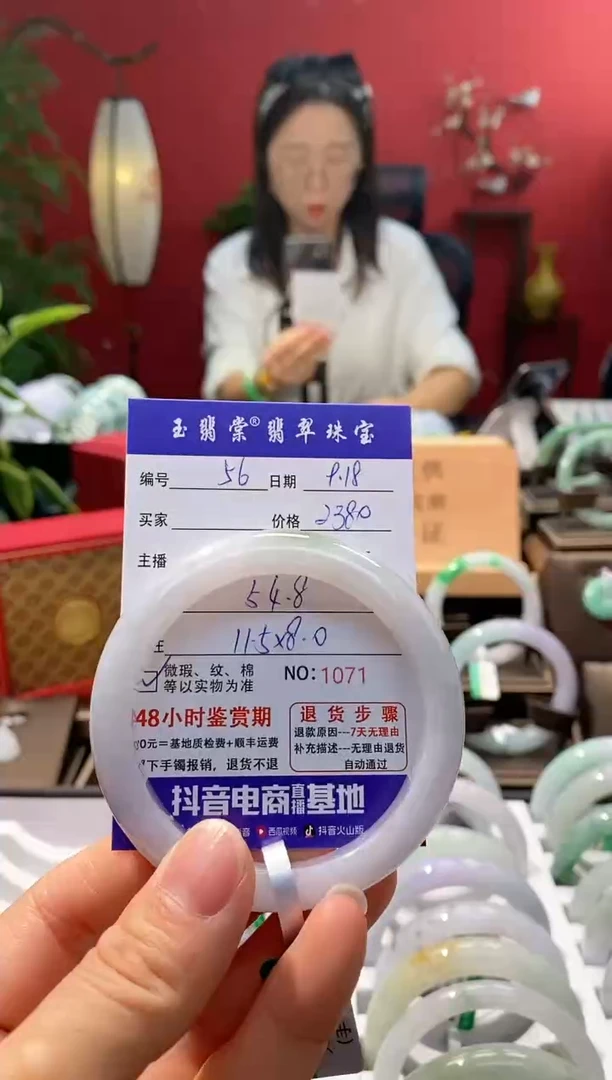 玉翡棠®翡翠珠宝
编号 56 日期 9.18
买家 价格 2380
主播
54.8
11.5x8.0
微瑕、纹、棉
等以实物为准
NO:1071
48小时鉴赏期
0元=基地质检费+顺丰运费
下手镯报销，退货不退
退货步骤
退款原因---7天无理由
补充描述---无理由退货
自动通过
抖音电商直播基地
西瓜视频 抖音火山版
供
证